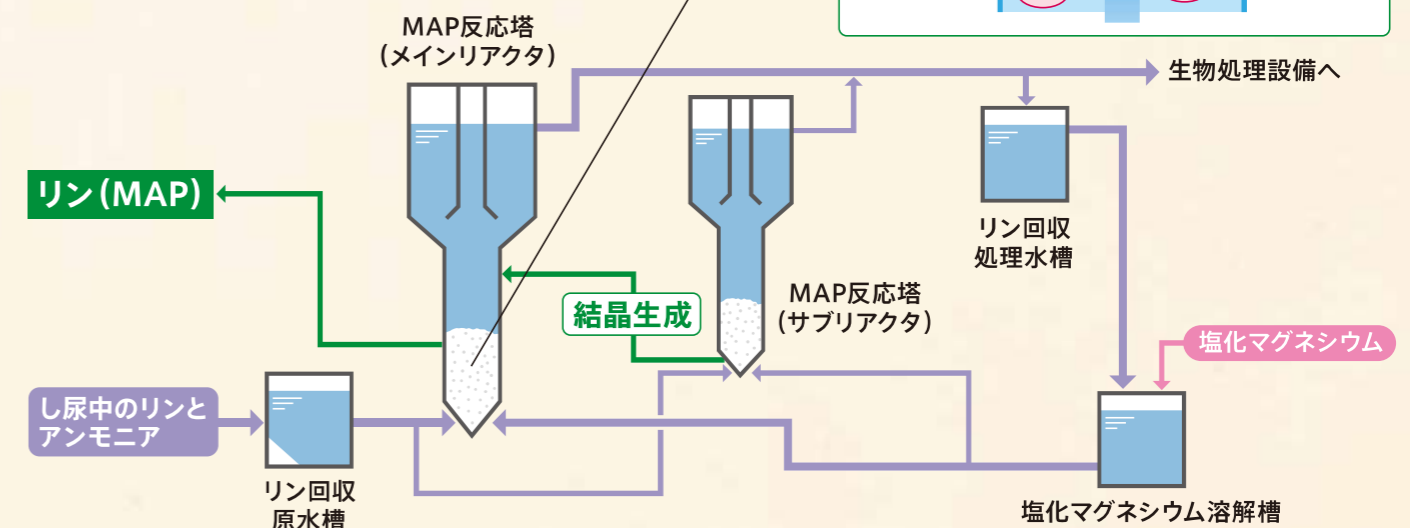 MAP反応塔
(メインリアクタ)
生物処理設備へ
リン(MAP)
リン回収
処理水槽
MAP反応塔
(サブリアクタ)
結晶生成
塩化マグネシウム
し尿中のリンと
アンモニア
リン回収
原水槽
塩化マグネシウム溶解槽